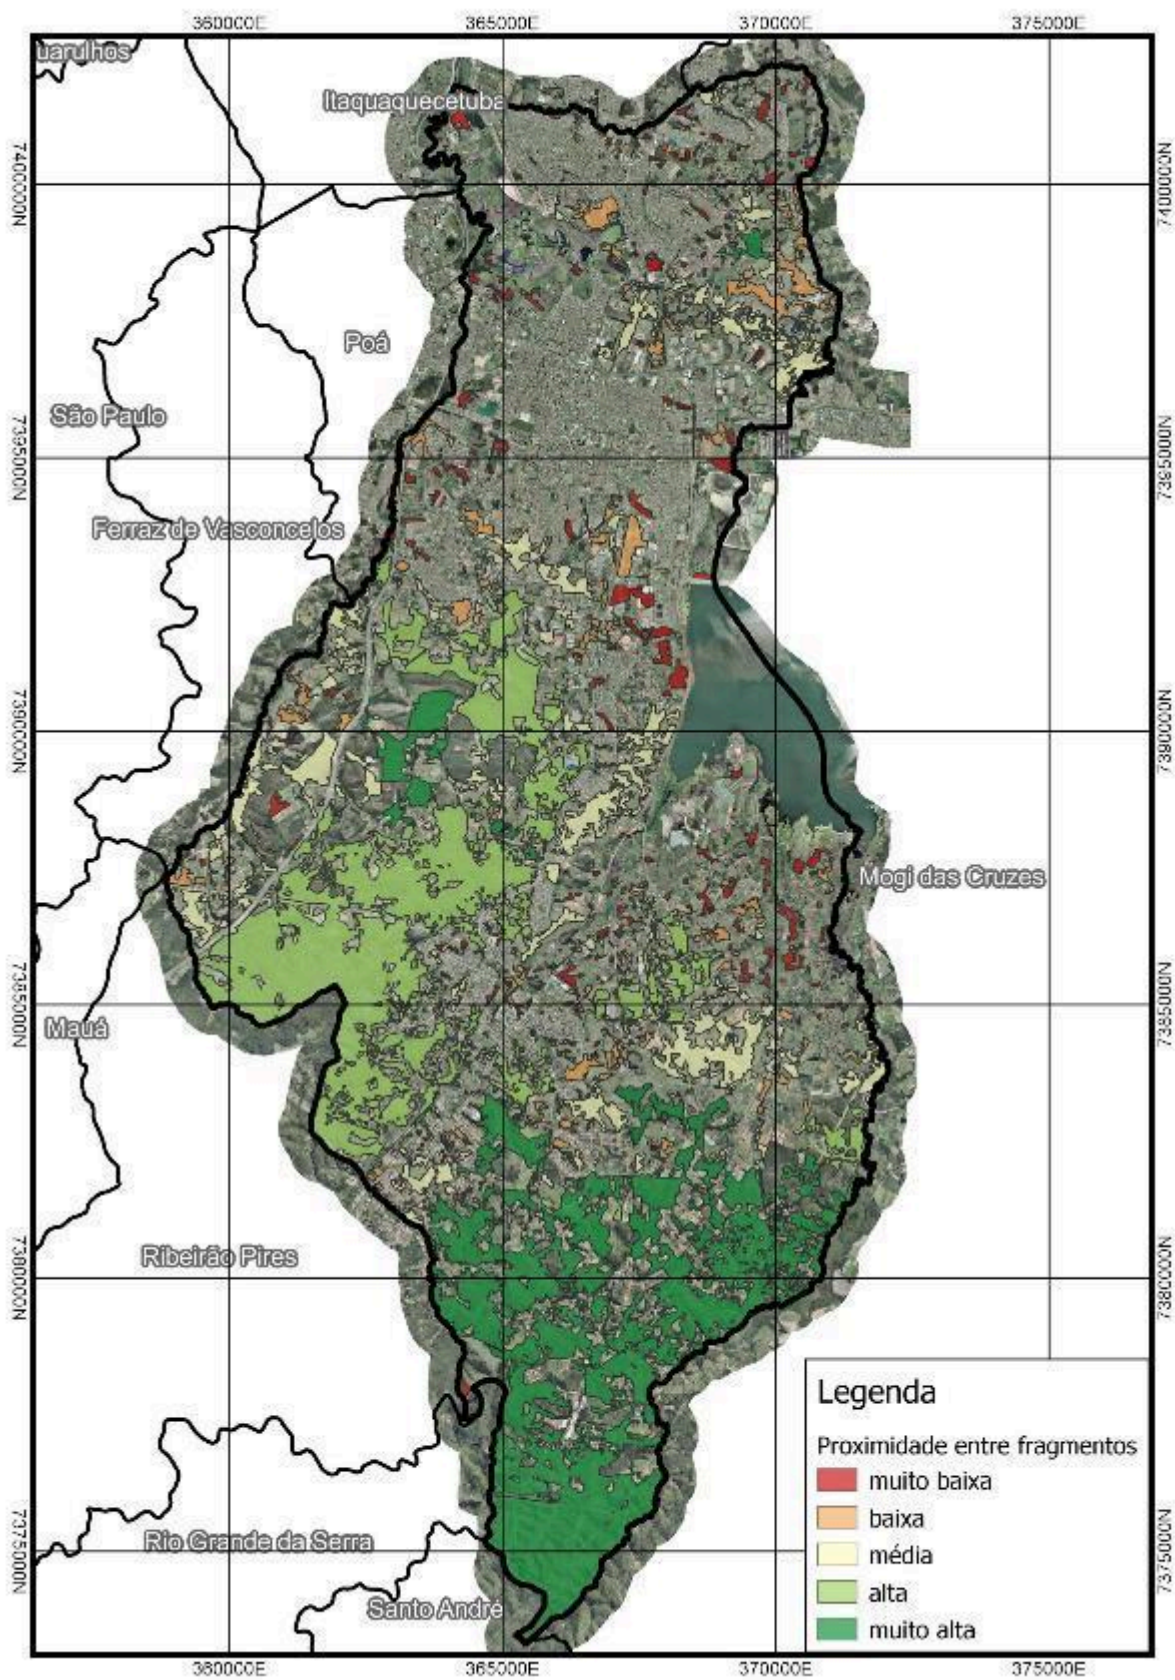 360000E 365000E 370000E 375000E
uarulhos
Itaquaquecetuba
7400000N 7400000N
Poá
São Paulo
7395000N 7395000N
Ferraz de Vasconcelos
7390000N 7390000N
Mogi das Cruzes
7385000N 7385000N
Mauá
Ribeirão Pires
7380000N 7380000N
Legenda
Proximidade entre fragmentos
muito baixa
baixa
média
alta
muito alta
Rio Grande da Serra
7375000N 7375000N
Santo André
360000E 365000E 370000E 375000E